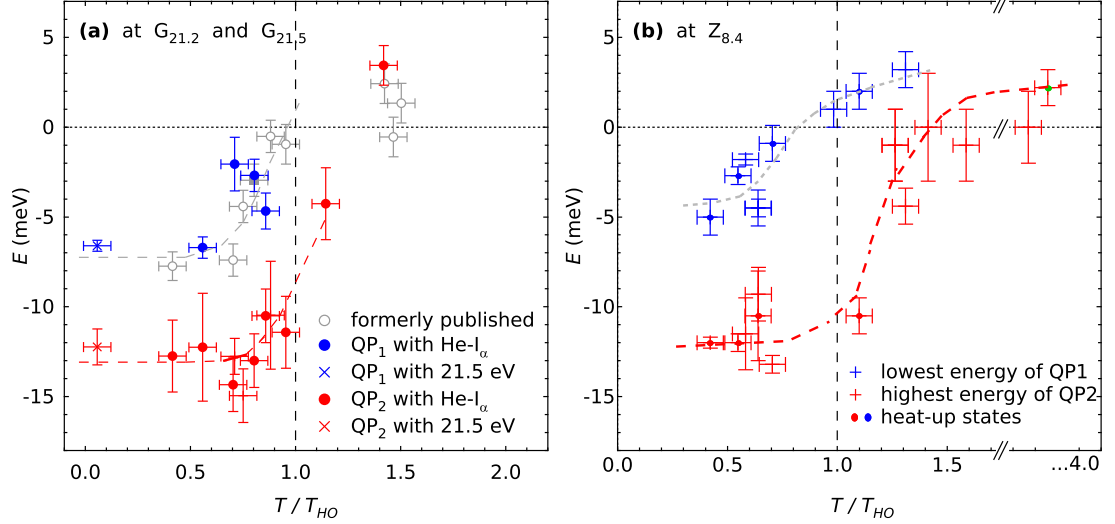 (a) at G21.2 and G21.5
E (meV)
5
0
-5
-10
-15
0.0 0.5 1.0 1.5 2.0
T / THO
formerly published
QP1 with He-Iα
QP1 with 21.5 eV
QP2 with He-Iα
QP2 with 21.5 eV
(b) at Z8.4
E (meV)
5
0
-5
-10
-15
0.0 0.5 1.0 1.5 ...4.0
T / THO
lowest energy of QP1
highest energy of QP2
heat-up states